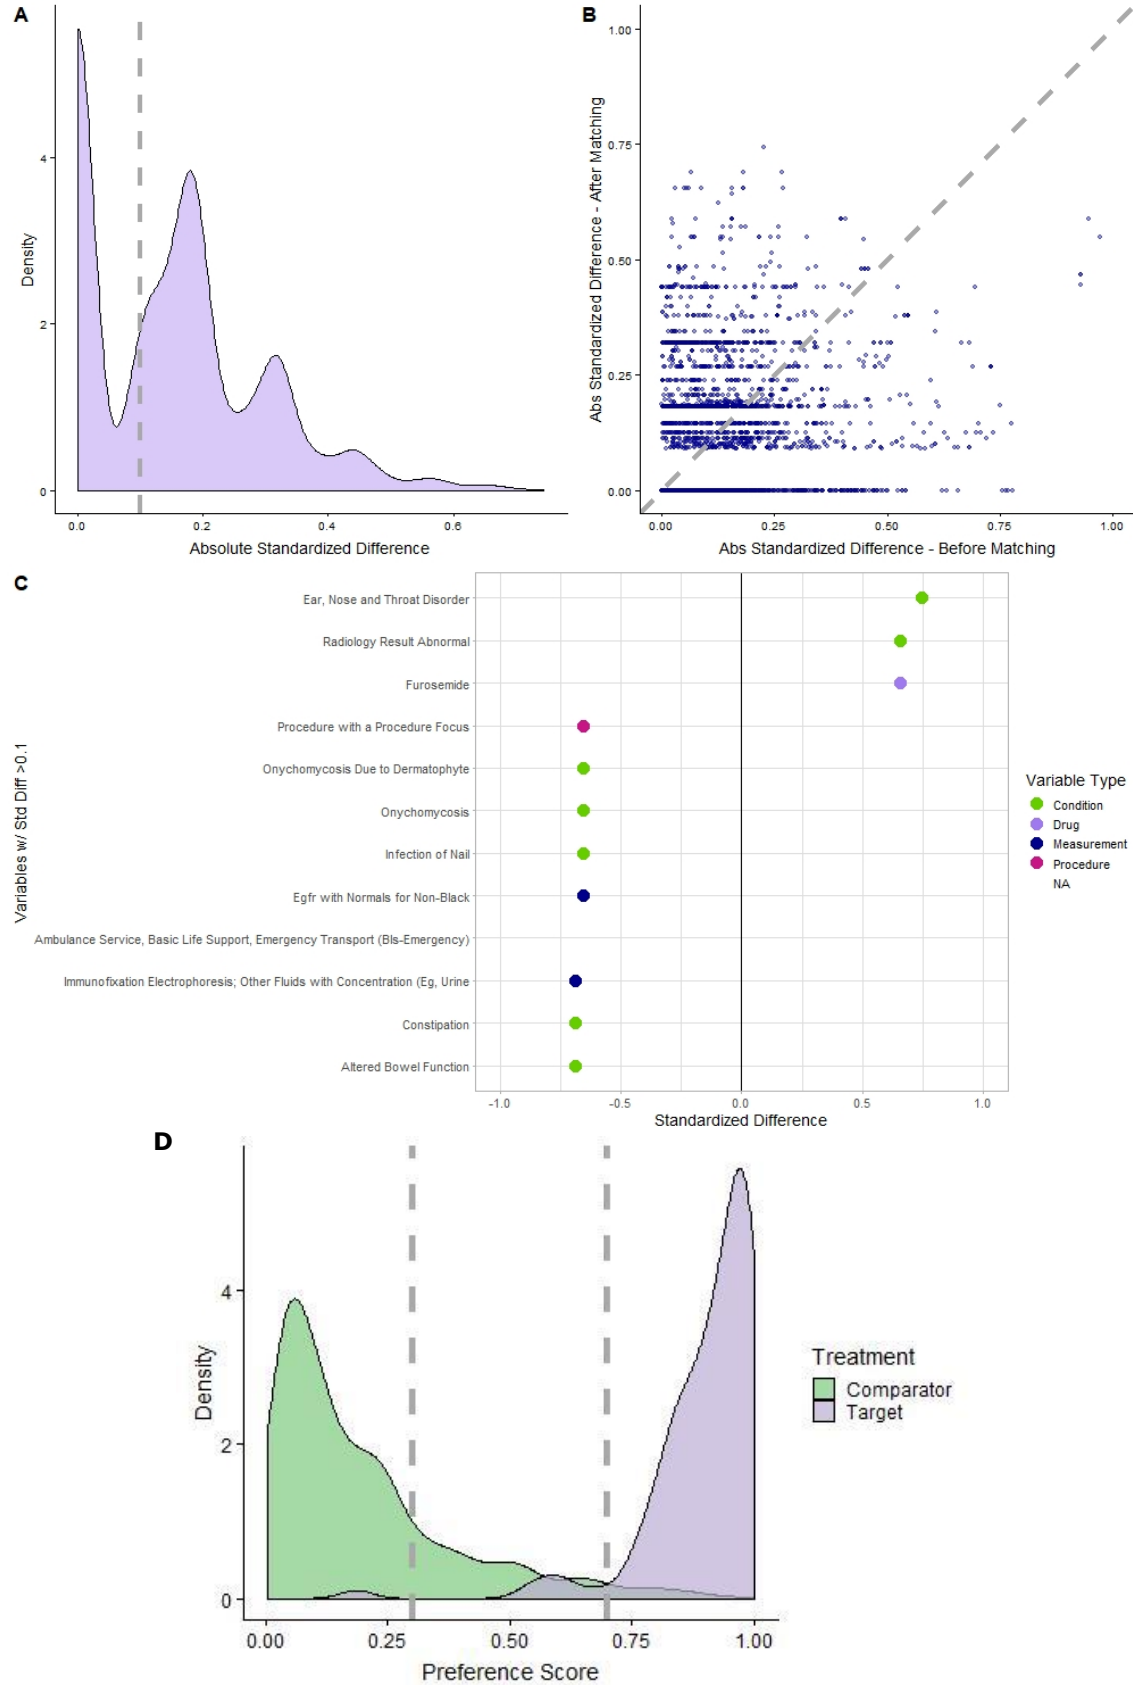 A
Density
4
2
0
0.0 0.2 0.4 0.6
Absolute Standardized Difference
B
Abs Standardized Difference - After Matching
1.00
0.75
0.50
0.25
0.00
0.00 0.25 0.50 0.75 1.00
Abs Standardized Difference - Before Matching
C
Variables w/ Std Diff >0.1
Ear, Nose and Throat Disorder
Radiology Result Abnormal
Furosemide
Procedure with a Procedure Focus
Onychomycosis Due to Dermatophyte
Onychomycosis
Infection of Nail
Egfr with Normals for Non-Black
Ambulance Service, Basic Life Support, Emergency Transport (Bls-Emergency)
Immunofixation Electrophoresis; Other Fluids with Concentration (Eg, Urine
Constipation
Altered Bowel Function
-1.0 -0.5 0.0 0.5 1.0
Standardized Difference
Variable Type
Condition
Drug
Measurement
Procedure
NA
D
Density
4
2
0
0.00 0.25 0.50 0.75 1.00
Preference Score
Treatment
Comparator
Target